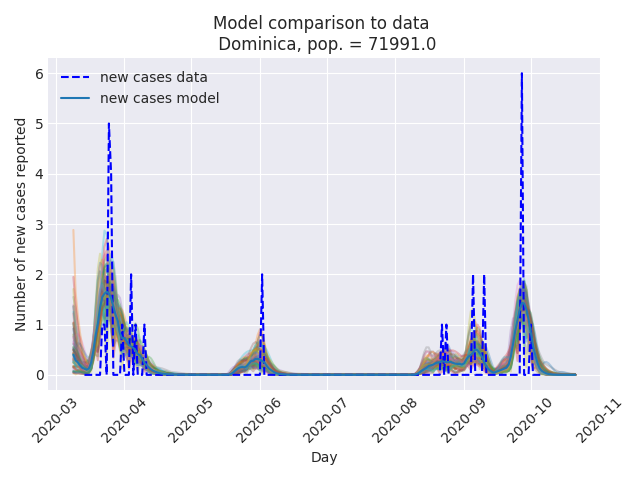 Model comparison to data
Dominica, pop. = 71991.0
new cases data
new cases model
Number of new cases reported
6
5
4
3
2
1
0
2020-03
2020-04
2020-05
2020-06
2020-07
2020-08
2020-09
2020-10
2020-11
Day